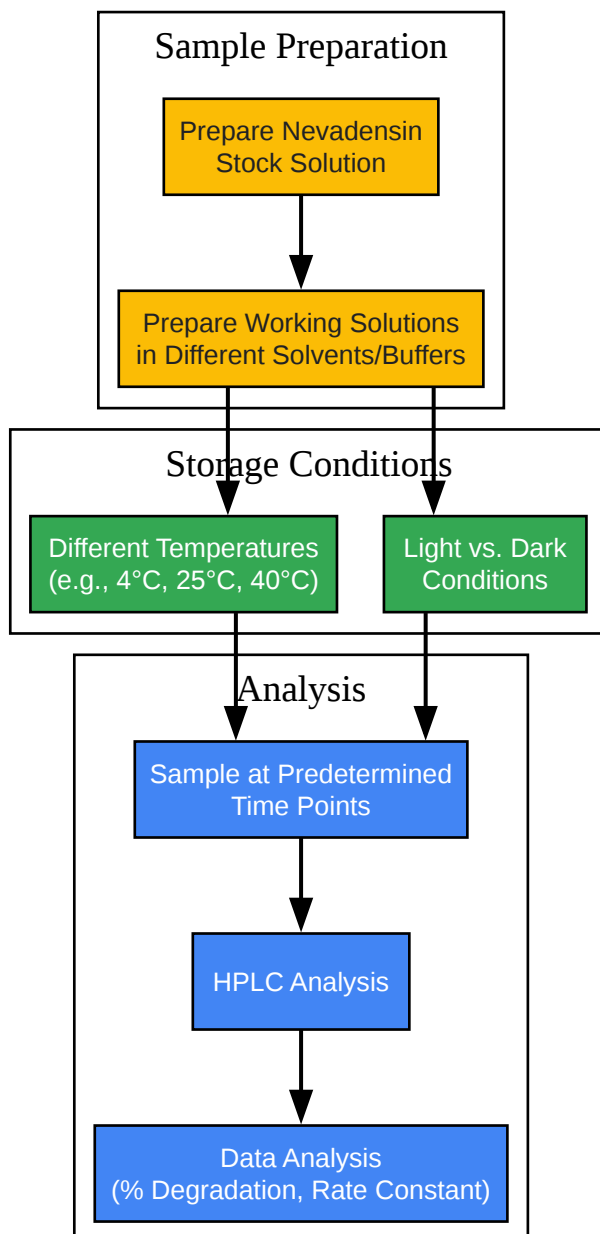 Sample Preparation
Prepare Nevadensin
Stock Solution
Prepare Working Solutions
in Different Solvents/Buffers
Storage Conditions
Different Temperatures
(e.g., 4°C, 25°C, 40°C)
Light vs. Dark
Conditions
Analysis
Sample at Predetermined
Time Points
HPLC Analysis
Data Analysis
(% Degradation, Rate Constant)